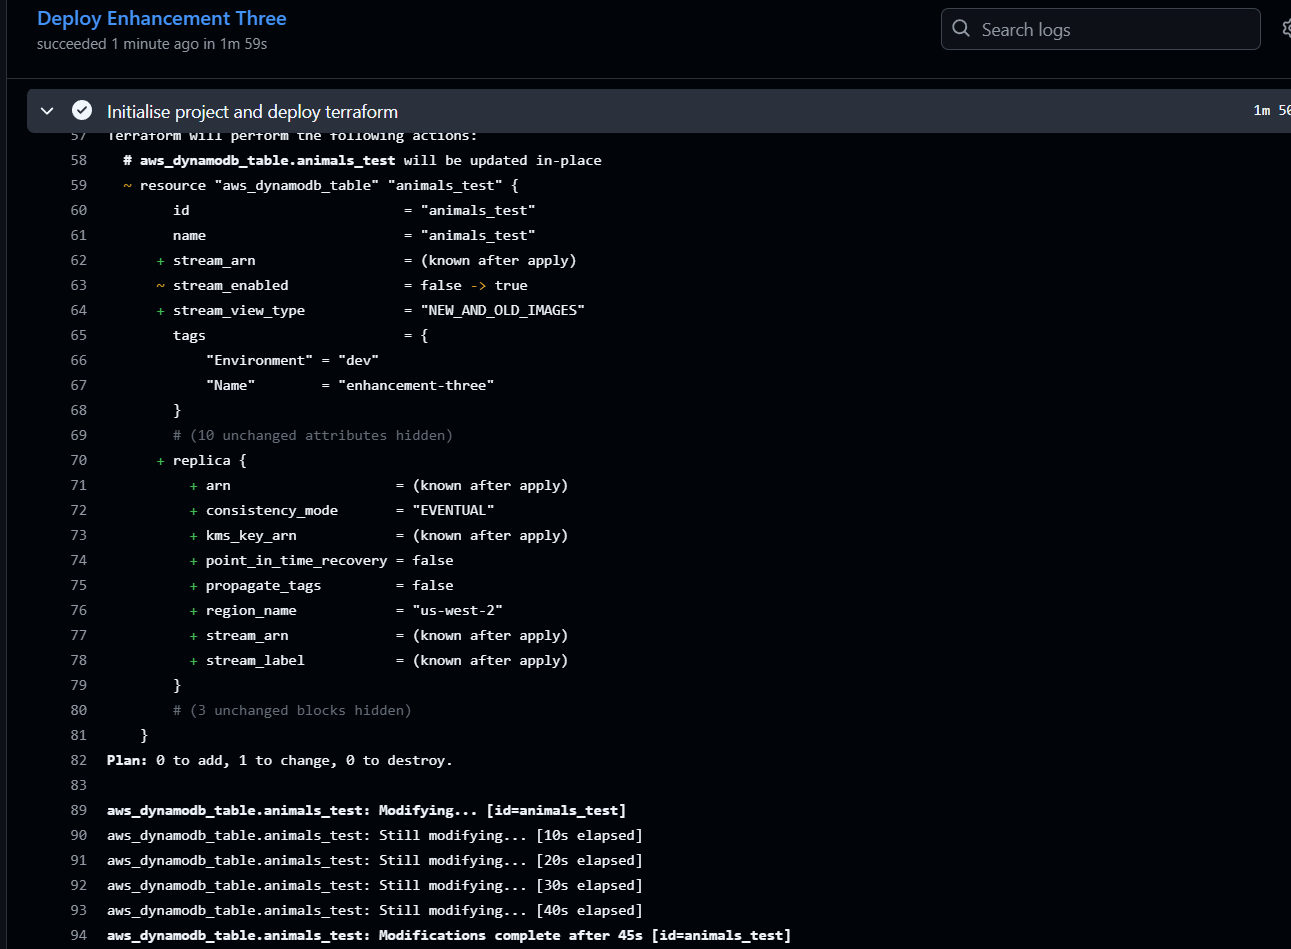 Deploy Enhancement Three
succeeded 1 minute ago in 1m 59s
Search logs
Initialise project and deploy terraform 1m
57 Terraform will perform the following actions:
58 # aws_dynamodb_table.animals_test will be updated in-place
59 ~ resource "aws_dynamodb_table" "animals_test" {
60 id = "animals_test"
61 name = "animals_test"
62 + stream_arn = (known after apply)
63 ~ stream_enabled = false -> true
64 + stream_view_type = "NEW_AND_OLD_IMAGES"
65 tags = {
66 "Environment" = "dev"
67 "Name" = "enhancement-three"
68 }
69 # (10 unchanged attributes hidden)
70 + replica {
71 + arn = (known after apply)
72 + consistency_mode = "EVENTUAL"
73 + kms_key_arn = (known after apply)
74 + point_in_time_recovery = false
75 + propagate_tags = false
76 + region_name = "us-west-2"
77 + stream_arn = (known after apply)
78 + stream_label = (known after apply)
79 }
80 # (3 unchanged blocks hidden)
81 }
82 Plan: 0 to add, 1 to change, 0 to destroy.
83
89 aws_dynamodb_table.animals_test: Modifying... [id=animals_test]
90 aws_dynamodb_table.animals_test: Still modifying... [10s elapsed]
91 aws_dynamodb_table.animals_test: Still modifying... [20s elapsed]
92 aws_dynamodb_table.animals_test: Still modifying... [30s elapsed]
93 aws_dynamodb_table.animals_test: Still modifying... [40s elapsed]
94 aws_dynamodb_table.animals_test: Modifications complete after 45s [id=animals_test]